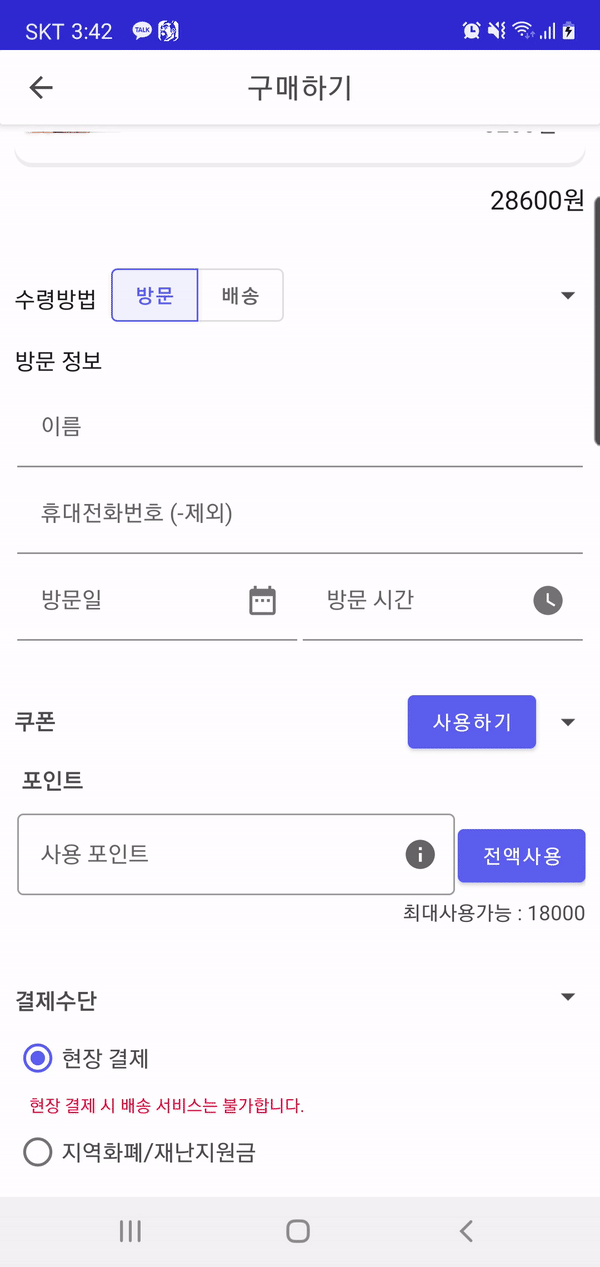 SKT 3:42 TALK
구매하기
28600원
수령방법 방문 배송
방문 정보
이름
휴대전화번호 (-제외)
방문일 방문 시간
쿠폰 사용하기
포인트
사용 포인트 전액사용
최대사용가능 : 18000
결제수단
현장 결제
현장 결제 시 배송 서비스는 불가합니다.
지역화폐/재난지원금